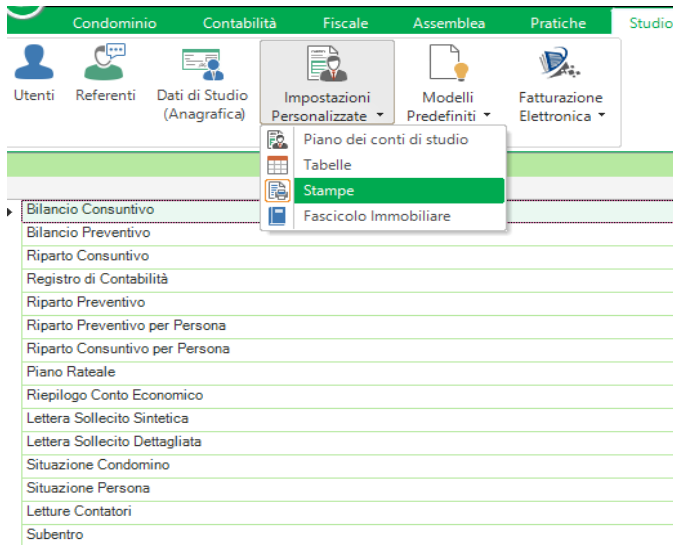 Condominio Contabilità Fiscale Assemblea Pratiche Studio
Utenti Referenti Dati di Studio (Anagrafica) Impostazioni Personalizzate Modelli Predefiniti Fatturazione Elettronica
Piano dei conti di studio
Tabelle
Stampe
Fascicolo Immobiliare
Bilancio Consuntivo
Bilancio Preventivo
Riparto Consuntivo
Registro di Contabilità
Riparto Preventivo
Riparto Preventivo per Persona
Riparto Consuntivo per Persona
Piano Rateale
Riepilogo Conto Economico
Lettera Sollecito Sintetica
Lettera Sollecito Dettagliata
Situazione Condomino
Situazione Persona
Letture Contatori
Subentro